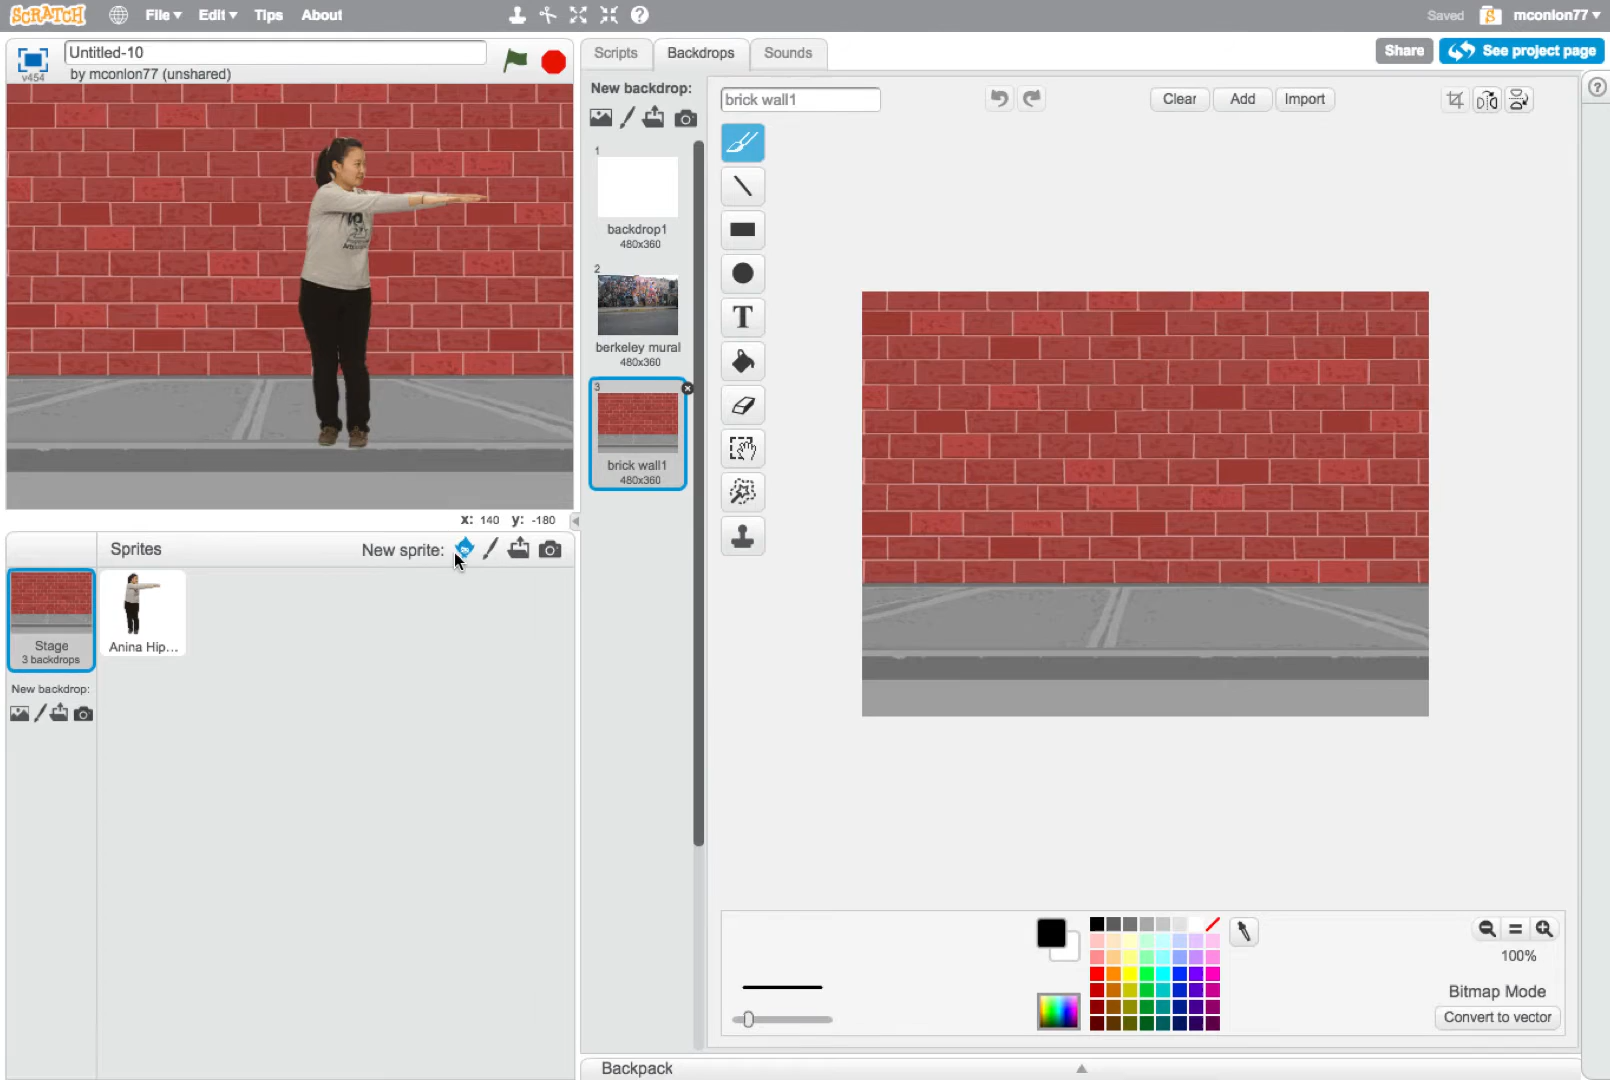 SCRATCH
File Edit Tips About
Saved mconlon77
v454
Untitled-10
by mconlon77 (unshared)
Scripts Backdrops Sounds
Share See project page
New backdrop:
brick wall1
Clear Add Import
1
backdrop1
480x360
2
berkeley mural
480x360
3
brick wall1
480x360
T
x: 140 y: -180
Sprites
New sprite:
Stage
3 backdrops
Anina Hip...
New backdrop:
100%
Bitmap Mode
Convert to vector
Backpack